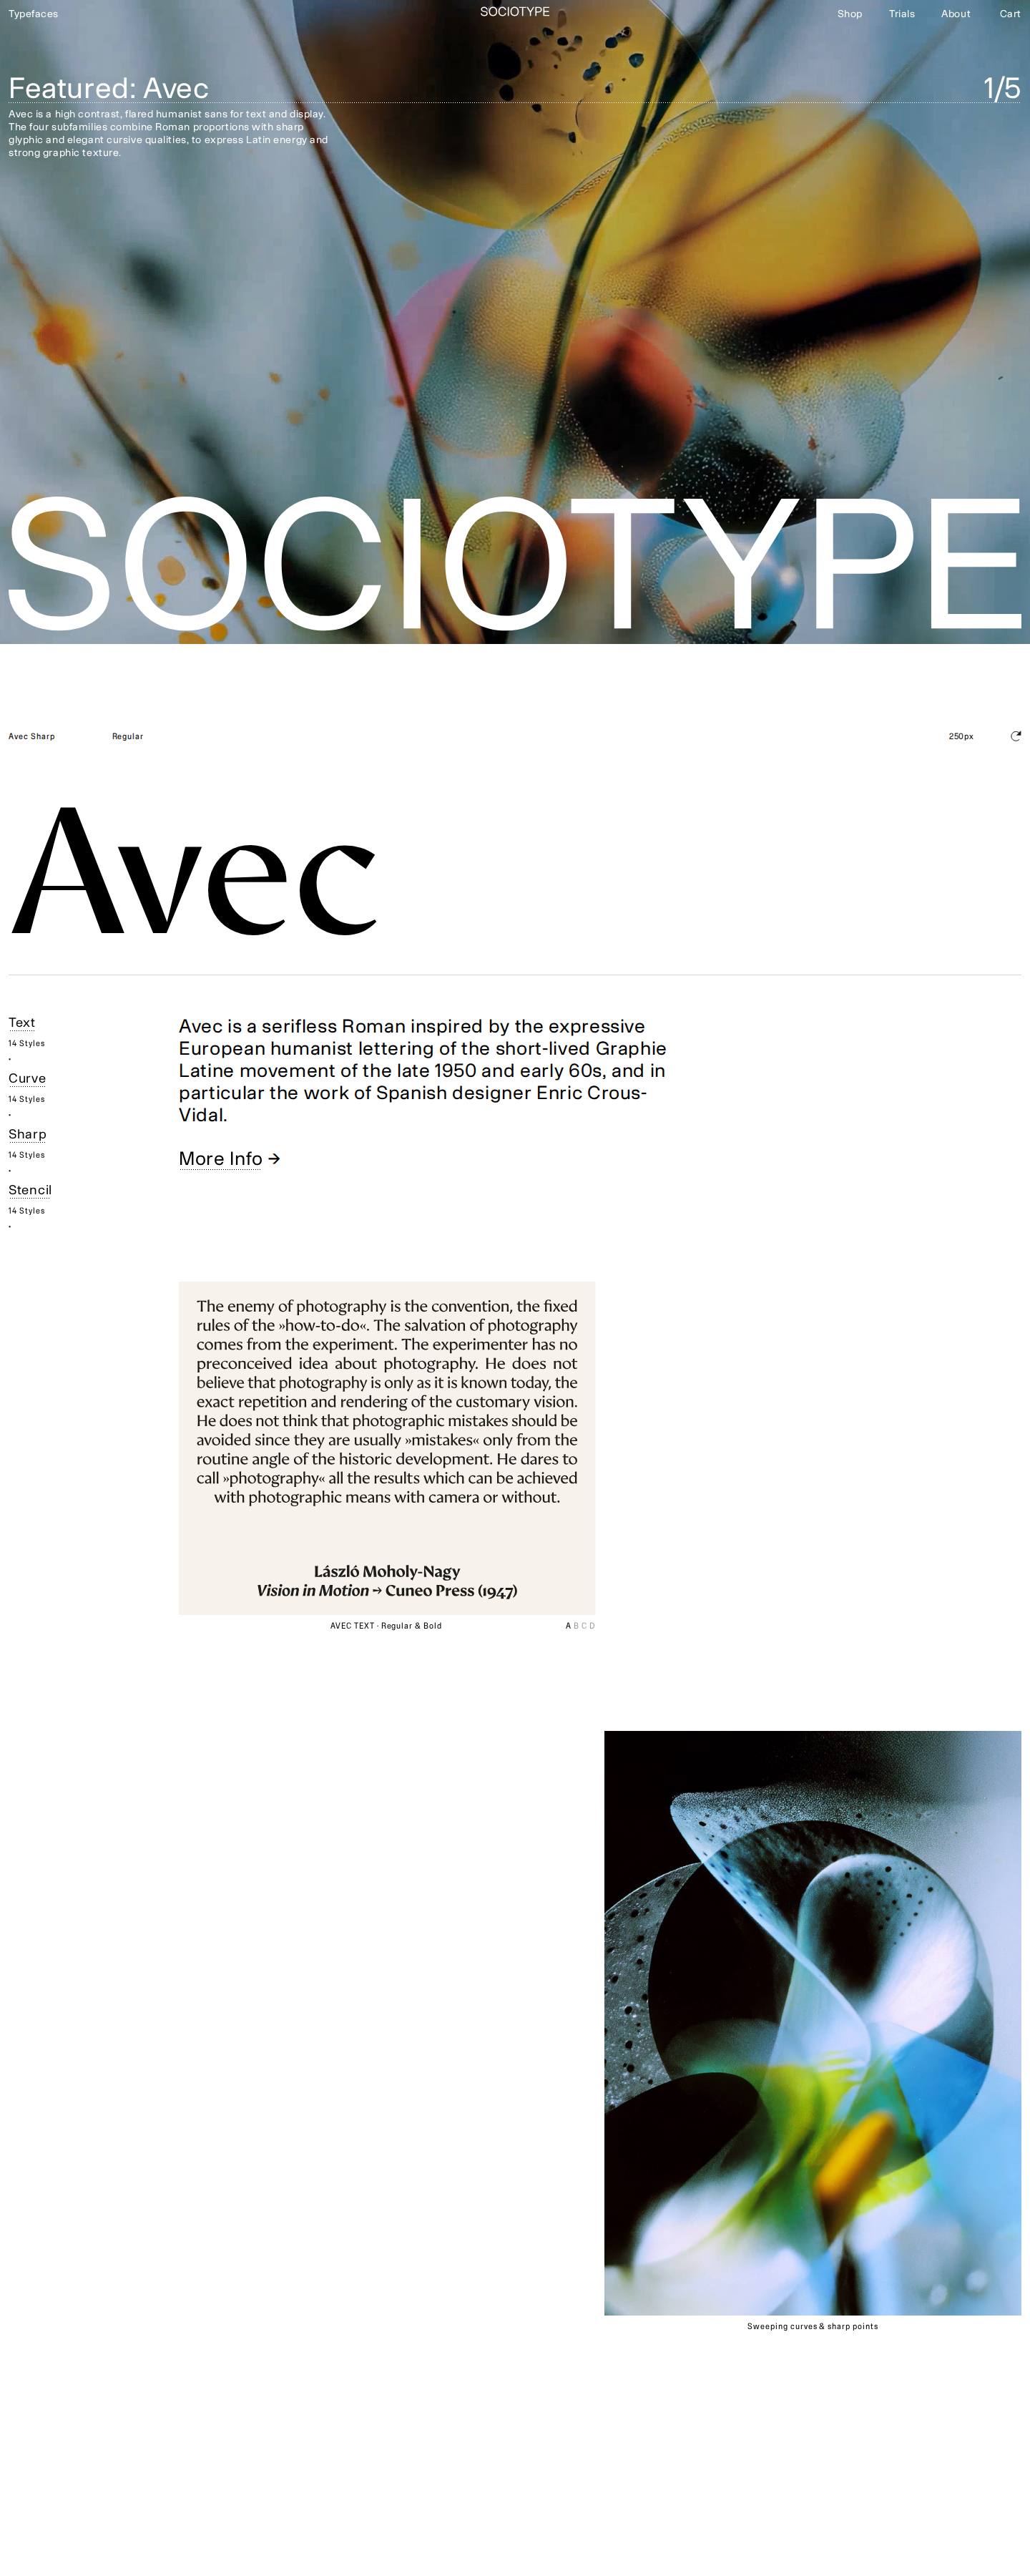 Typefaces
SOCIOTYPE
Shop
Trials
About
Cart
Featured: Avec
1/5
Avec is a high contrast, flared humanist sans for text and display.
The four subfamilies combine Roman proportions with sharp
glyphic and elegant cursive qualities, to express Latin energy and
strong graphic texture.
SOCIOTYPE
Avec Sharp
Regular
250px
Avec
Text
14 Styles
Curve
14 Styles
Sharp
14 Styles
Stencil
14 Styles
Avec is a serifless Roman inspired by the expressive
European humanist lettering of the short-lived Graphie
Latine movement of the late 1950 and early 60s, and in
particular the work of Spanish designer Enric Crous-
Vidal.
More Info →
The enemy of photography is the convention, the fixed
rules of the »how-to-do«. The salvation of photography
comes from the experiment. The experimenter has no
preconceived idea about photography. He does not
believe that photography is only as it is known today, the
exact repetition and rendering of the customary vision.
He does not think that photographic mistakes should be
avoided since they are usually »mistakes« only from the
routine angle of the historic development. He dares to
call »photography« all the results which can be achieved
with photographic means with camera or without.
László Moholy-Nagy
Vision in Motion → Cuneo Press (1947)
AVEC TEXT · Regular & Bold
A B C D
Sweeping curves & sharp points